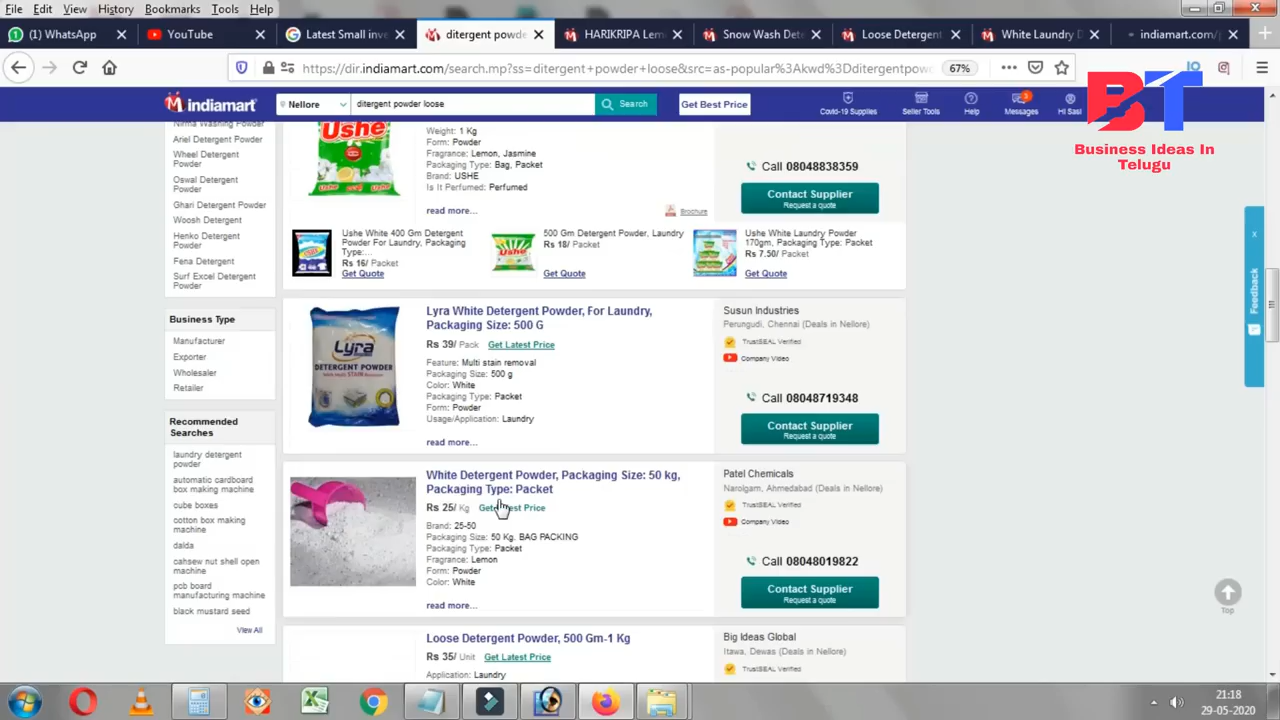 File Edit View History Bookmarks Tools Help
(1) WhatsApp
YouTube
Latest Small inve
ditergent powde
HARIKRIPA Lem
Snow Wash Dete
Loose Detergent
White Laundry D
indiamart.com/p
https://dir.indiamart.com/search.mp?ss=ditergent+powder+loose&src=as-popular%3Akwd%3Dditergentpowc
67%
BT
Business Ideas In
Telugu
indiamart
Nellore
ditergent powder loose
Search
Get Best Price
Covid-19 Supplies
Seller Tools
Help
Messages
Hi Sasi
Nirma Washing Powder
Ariel Detergent Powder
Wheel Detergent
Powder
Oswal Detergent
Powder
Ghari Detergent Powder
Woosh Detergent
Henko Detergent
Powder
Fena Detergent
Surf Excel Detergent
Powder
Business Type
Manufacturer
Exporter
Wholesaler
Retailer
Recommended
Searches
laundry detergent
powder
automatic cardboard
box making machine
cube boxes
cotton box making
machine
dalda
cahsew nut shell open
machine
pcb board
manufacturing machine
black mustard seed
View All
Ushe
Weight: 1 Kg
Form: Powder
Fragrance: Lemon, Jasmine
Packaging Type: Bag, Packet
Brand: USHE
Is It Perfumed: Perfumed
read more...
Brochure
Call 08048838359
Contact Supplier
Request a quote
Ushe White 400 Gm Detergent
Powder For Laundry, Packaging
Type:...
Rs 16/ Packet
Get Quote
Ushe
500 Gm Detergent Powder, Laundry
Rs 18/ Packet
Get Quote
Ushe White Laundry Powder
170gm, Packaging Type: Packet
Rs 7.50/ Packet
Get Quote
Lyra
DETERGENT POWDER
Lyra White Detergent Powder, For Laundry,
Packaging Size: 500 G
Rs 39/ Pack Get Latest Price
Feature: Multi stain removal
Packaging Size: 500 g
Color: White
Packaging Type: Packet
Form: Powder
Usage/Application: Laundry
read more...
Susun Industries
Perungudi, Chennai (Deals in Nellore)
TrustSEAL Verified
Company Video
Call 08048719348
Contact Supplier
Request a quote
White Detergent Powder, Packaging Size: 50 kg,
Packaging Type: Packet
Rs 25/ Kg Get Latest Price
Brand: 25-50
Packaging Size: 50 Kg. BAG PACKING
Packaging Type: Packet
Fragrance: Lemon
Form: Powder
Color: White
read more...
Patel Chemicals
Narolgam, Ahmedabad (Deals in Nellore)
TrustSEAL Verified
Company Video
Call 08048019822
Contact Supplier
Request a quote
Loose Detergent Powder, 500 Gm-1 Kg
Rs 35/ Unit Get Latest Price
Application: Laundry
Big Ideas Global
Itawa, Dewas (Deals in Nellore)
TrustSEAL Verified
x
Feedback
Top
21:18
29-05-2020